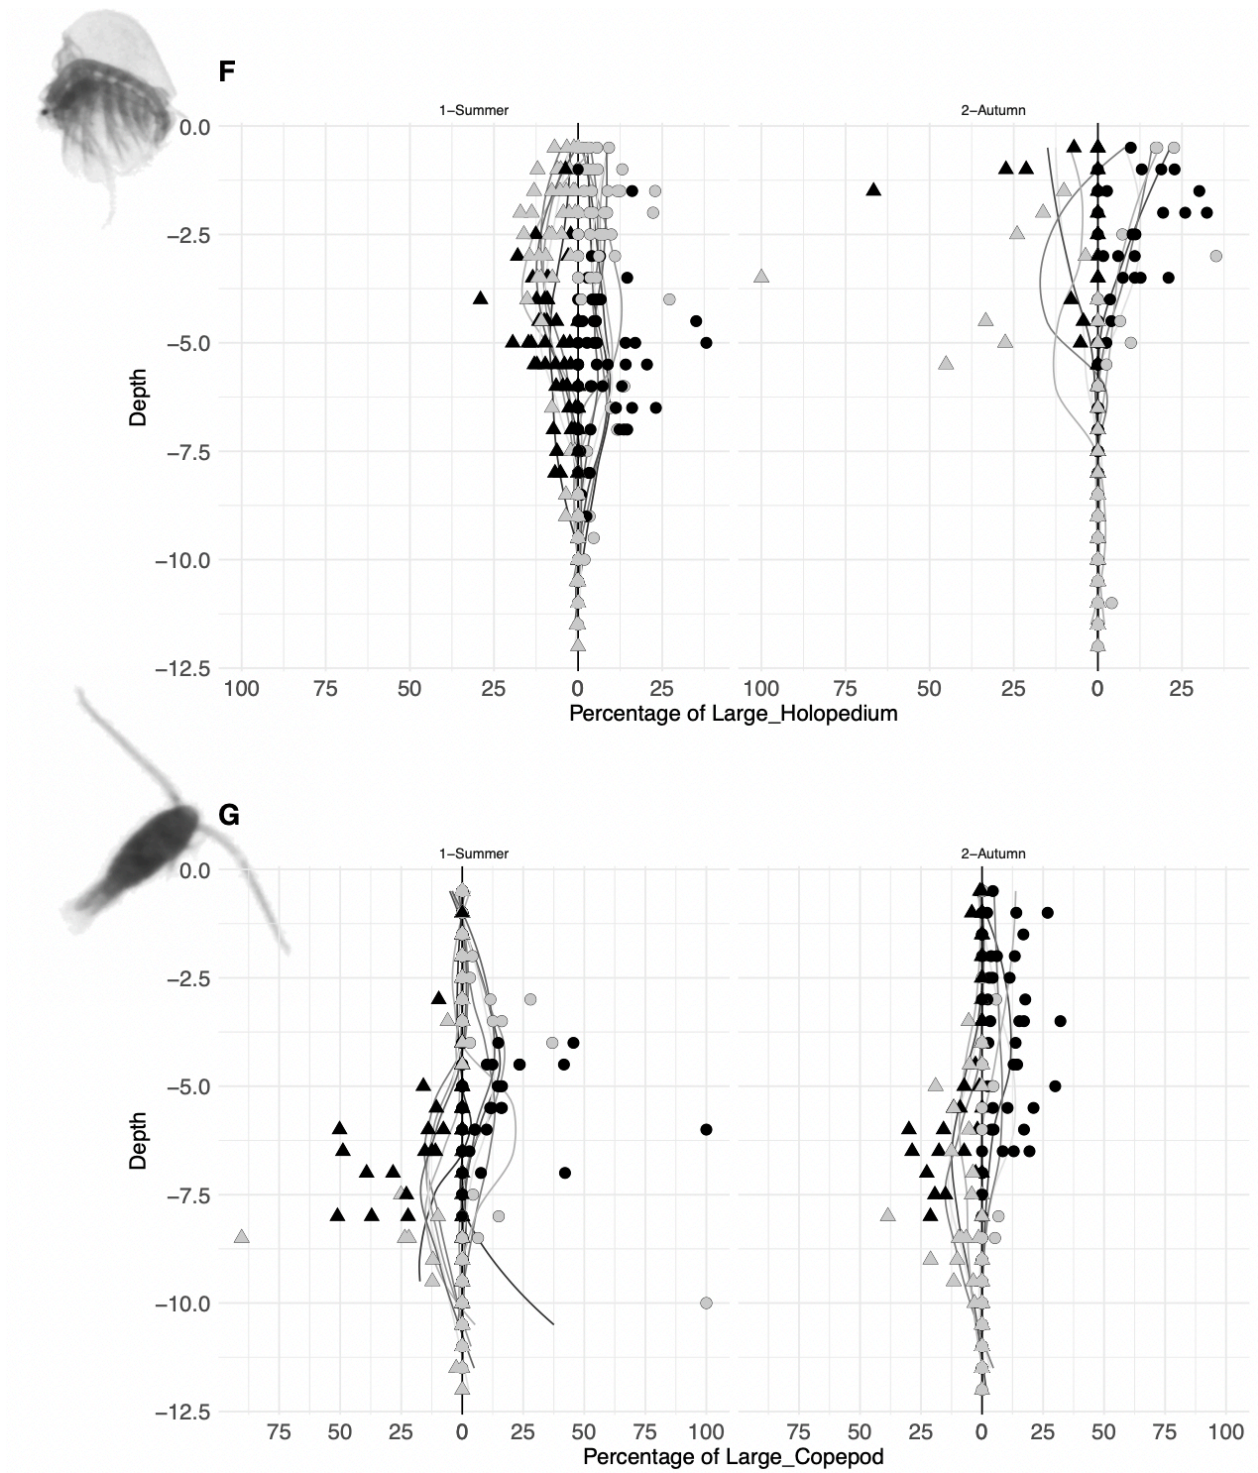 F
1−Summer
2−Autumn
0.0
−2.5
−5.0
−7.5
−10.0
−12.5
Depth
100 75 50 25 0 25 100 75 50 25 0 25
Percentage of Large_Holopedium
G
1−Summer
2−Autumn
0.0
−2.5
−5.0
−7.5
−10.0
−12.5
Depth
75 50 25 0 25 50 75 100 75 50 25 0 25 50 75 100
Percentage of Large_Copepod